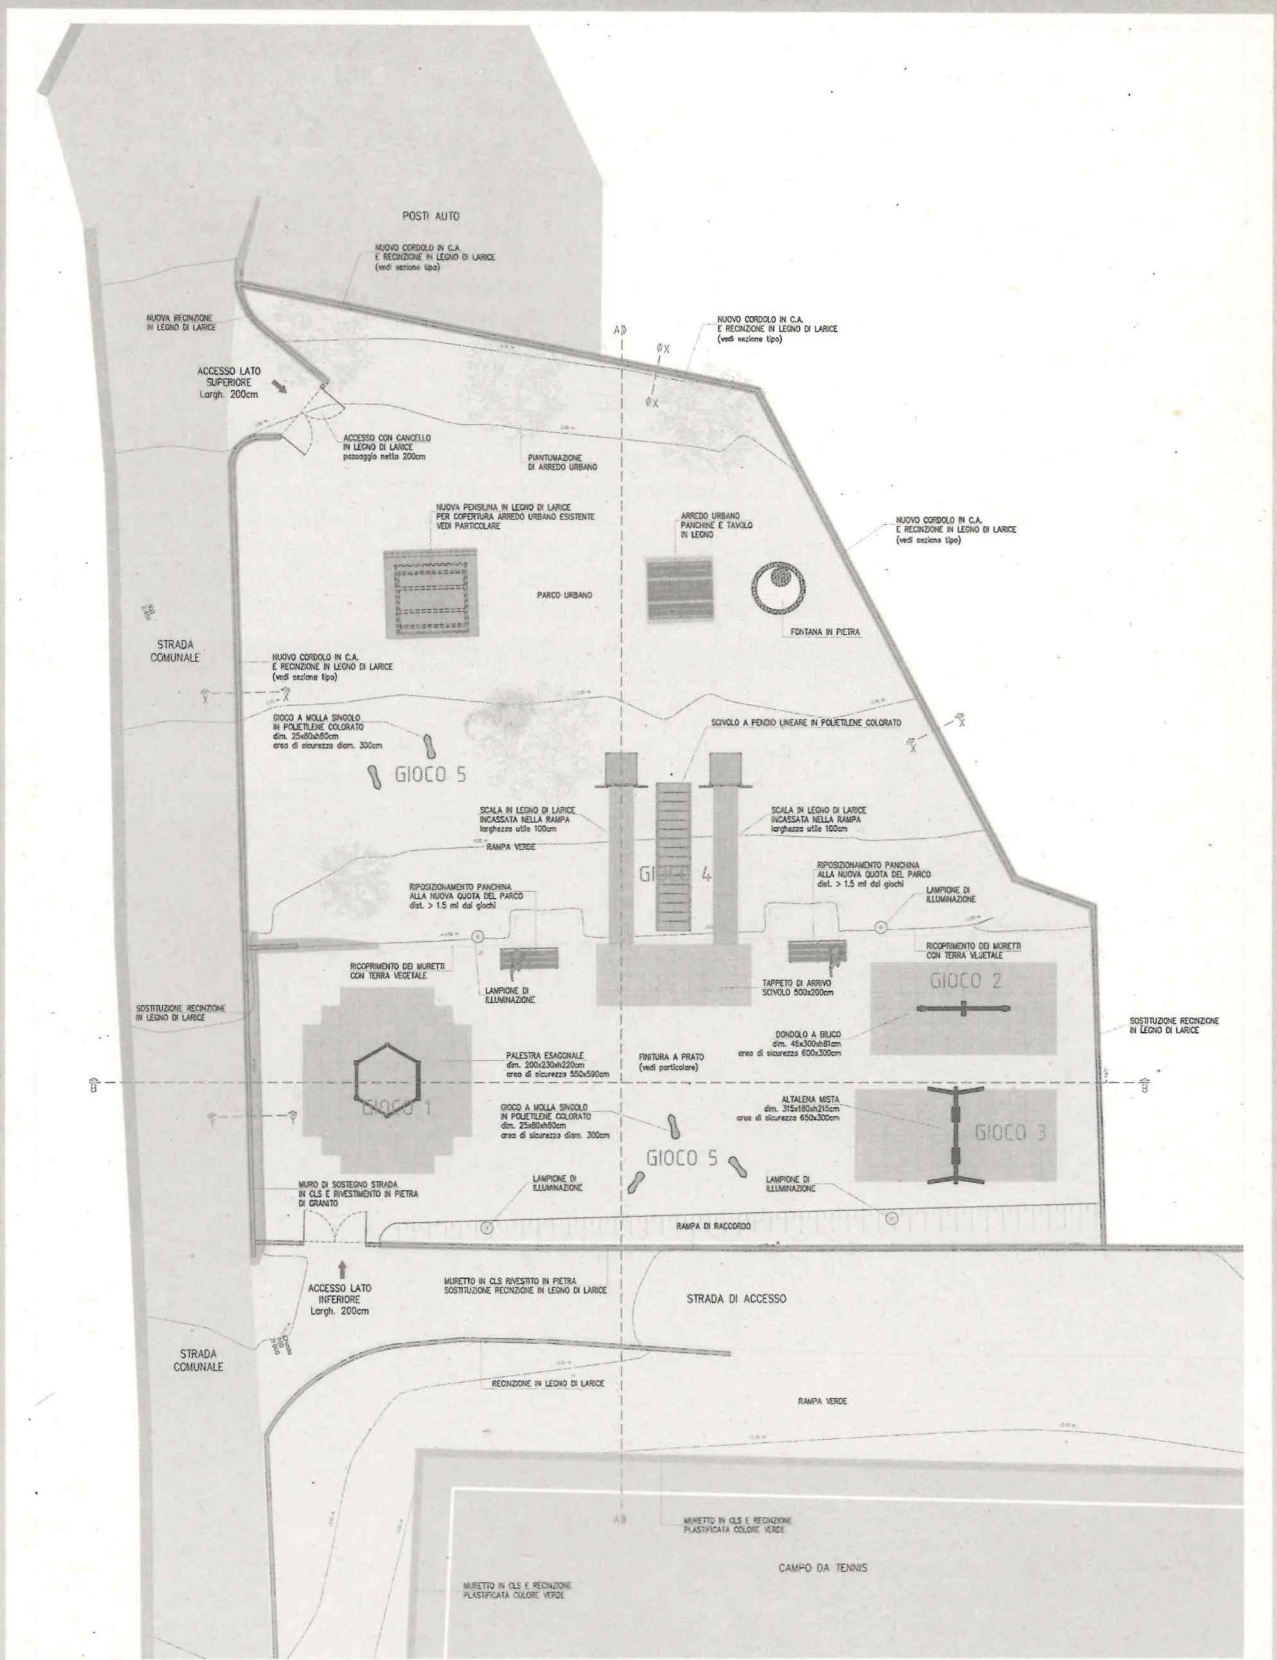 POSTI AUTO
NUOVO CORDOLO IN C.A.
E RECINZIONE IN LEGNO DI LARICE
(vedi sezione tipo)
NUOVA RECINZIONE
IN LEGNO DI LARICE
NUOVO CORDOLO IN C.A.
E RECINZIONE IN LEGNO DI LARICE
(vedi sezione tipo)
A
X
X
ACCESSO LATO
SUPERIORE
Largh. 200cm
ACCESSO CON CANCELLO
IN LEGNO DI LARICE
passaggio netto 200cm
PIANTUMAZIONE
DI ARREDO URBANO
NUOVA PENSILINA IN LEGNO DI LARICE
PER COPERTURA ARREDO URBANO ESISTENTE
VEDI PARTICOLARE
ARREDO URBANO
PANCHINE E TAVOLO
IN LEGNO
NUOVO CORDOLO IN C.A.
E RECINZIONE IN LEGNO DI LARICE
(vedi sezione tipo)
PARCO URBANO
FONTANA IN PIETRA
STRADA
COMUNALE
NUOVO CORDOLO IN C.A.
E RECINZIONE IN LEGNO DI LARICE
(vedi sezione tipo)
X
X
GIOCO A MOLLA SINGOLO
IN POLIETILENE COLORATO
dim. 25x80xh80cm
area di sicurezza diam. 300cm
GIOCO 5
SCIVOLO A PENDIO LINEARE IN POLIETILENE COLORATO
X
X
SCALA IN LEGNO DI LARICE
INCASSATA NELLA RAMPA
larghezza utile 100cm
SCALA IN LEGNO DI LARICE
INCASSATA NELLA RAMPA
larghezza utile 100cm
RAMPA VERDE
GIOCO 4
RIPOSIZIONAMENTO PANCHINA
ALLA NUOVA QUOTA DEL PARCO
dist. > 1.5 ml dai giochi
RIPOSIZIONAMENTO PANCHINA
ALLA NUOVA QUOTA DEL PARCO
dist. > 1.5 ml dai giochi
LAMPIONE DI
ILLUMINAZIONE
RICOPRIMENTO DEI MURETTI
CON TERRA VEGETALE
RICOPRIMENTO DEI MURETTI
CON TERRA VEGETALE
LAMPIONE DI
ILLUMINAZIONE
TAPPETO DI ARRIVO
SCIVOLO 500x200cm
GIOCO 2
SOSTITUZIONE RECINZIONE
IN LEGNO DI LARICE
SOSTITUZIONE RECINZIONE
IN LEGNO DI LARICE
DONDOLO A BILICO
dim. 46x300xh81cm
area di sicurezza 600x300cm
PALESTRA ESAGONALE
dim. 200x230xh220cm
area di sicurezza 550x590cm
FINITURA A PRATO
(vedi particolare)
B
B
GIOCO 1
GIOCO A MOLLA SINGOLO
IN POLIETILENE COLORATO
dim. 25x80xh80cm
area di sicurezza diam. 300cm
ALTALENA MISTA
dim. 315x180xh215cm
area di sicurezza 650x300cm
GIOCO 3
Y
Y
GIOCO 5
MURO DI SOSTEGNO STRADA
IN CLS E RIVESTIMENTO IN PIETRA
DI GRANITO
LAMPIONE DI
ILLUMINAZIONE
LAMPIONE DI
ILLUMINAZIONE
RAMPA DI RACCORDO
ACCESSO LATO
INFERIORE
Largh. 200cm
MURETTO IN CLS RIVESTITO IN PIETRA
SOSTITUZIONE RECINZIONE IN LEGNO DI LARICE
STRADA DI ACCESSO
STRADA
COMUNALE
RECINZIONE IN LEGNO DI LARICE
RAMPA VERDE
A
MURETTO IN CLS E RECINZIONE
PLASTIFICATA COLORE VERDE
CAMPO DA TENNIS
MURETTO IN CLS E RECINZIONE
PLASTIFICATA COLORE VERDE